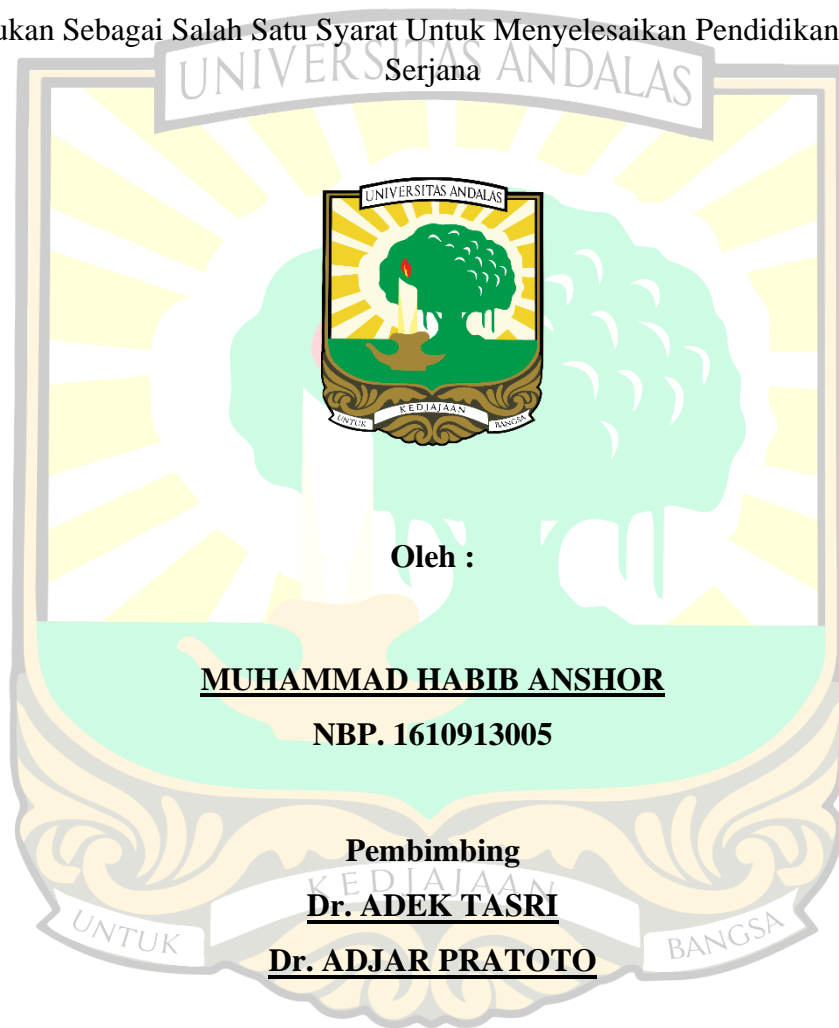 ukan Sebagai Salah Satu Syarat Untuk Menyelesaikan Pendidikan
Serjana
UNIVERSITAS ANDALAS
UNIVERSITAS ANDALAS
UNTUK
KEDJAJAAN
BANGSA
Oleh :
MUHAMMAD HABIB ANSHOR
NBP. 1610913005
Pembimbing
KEDJAJAAN
Dr. ADEK TASRI
UNTUK
BANGSA
Dr. ADJAR PRATOTO